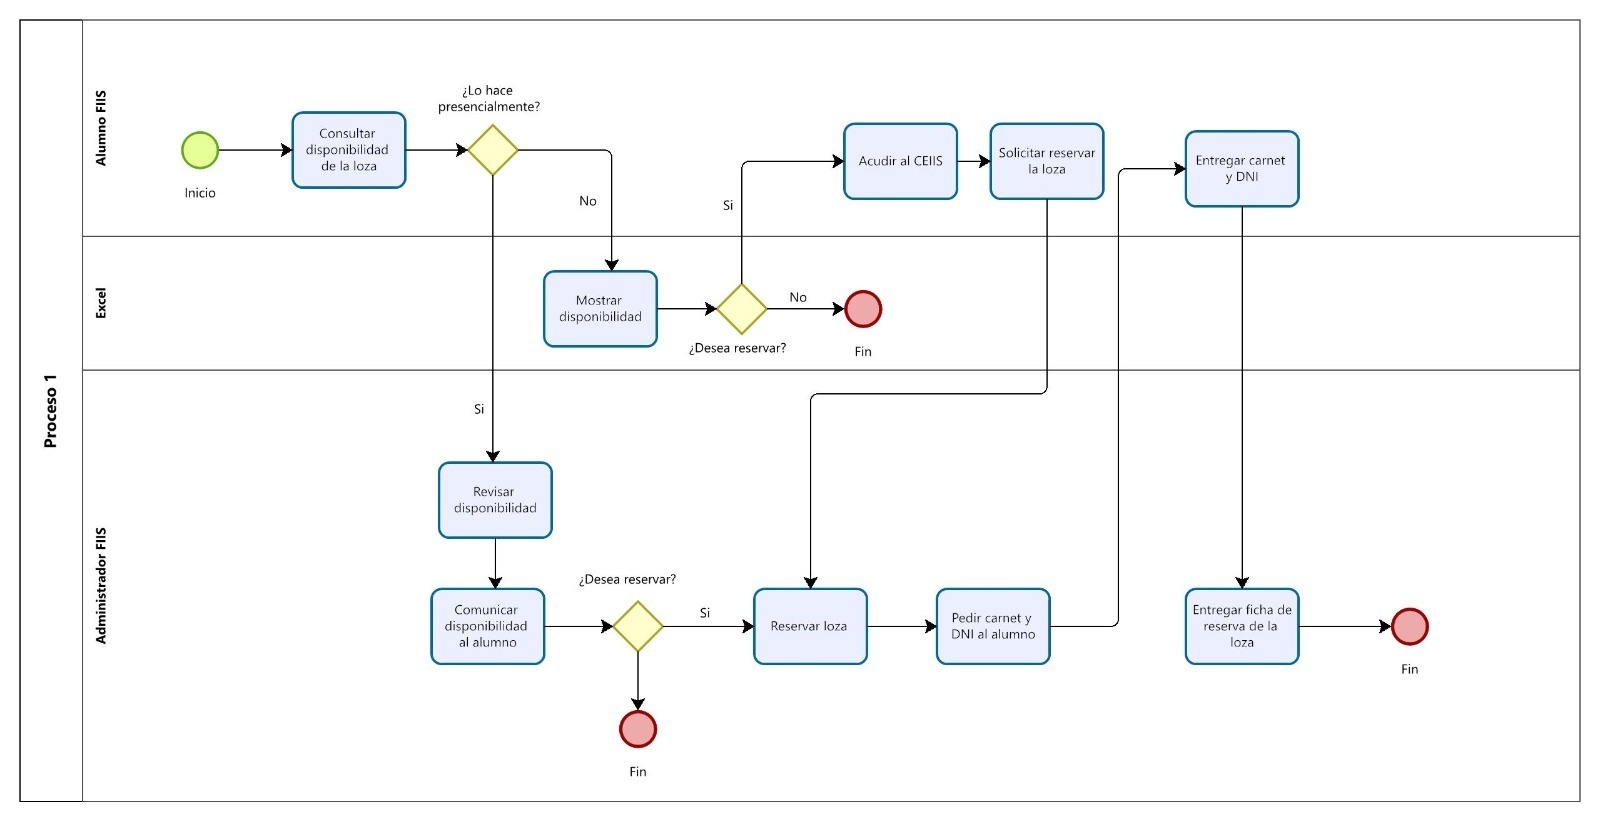 Proceso 1
Alumno FIIS
Inicio
Consultar
disponibilidad
de la loza
¿Lo hace
presencialmente?
No
Si
Si
Acudir al CEIIS
Solicitar reservar
la loza
Entregar carnet
y DNI
Excel
Mostrar
disponibilidad
¿Desea reservar?
No
Fin
Administrador FIIS
Revisar
disponibilidad
Comunicar
disponibilidad
al alumno
¿Desea reservar?
Si
Fin
Reservar loza
Pedir carnet y
DNI al alumno
Entregar ficha de
reserva de la
loza
Fin